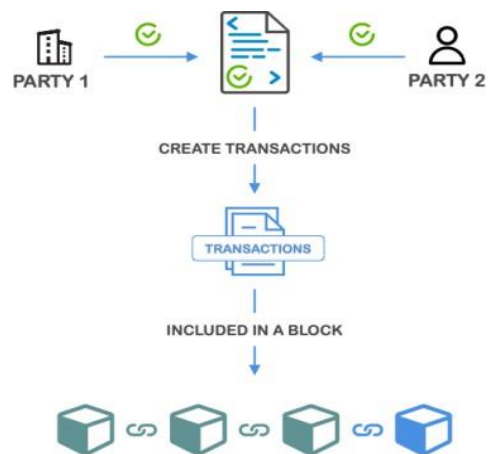 PARTY 1
PARTY 2
CREATE TRANSACTIONS
TRANSACTIONS
INCLUDED IN A BLOCK